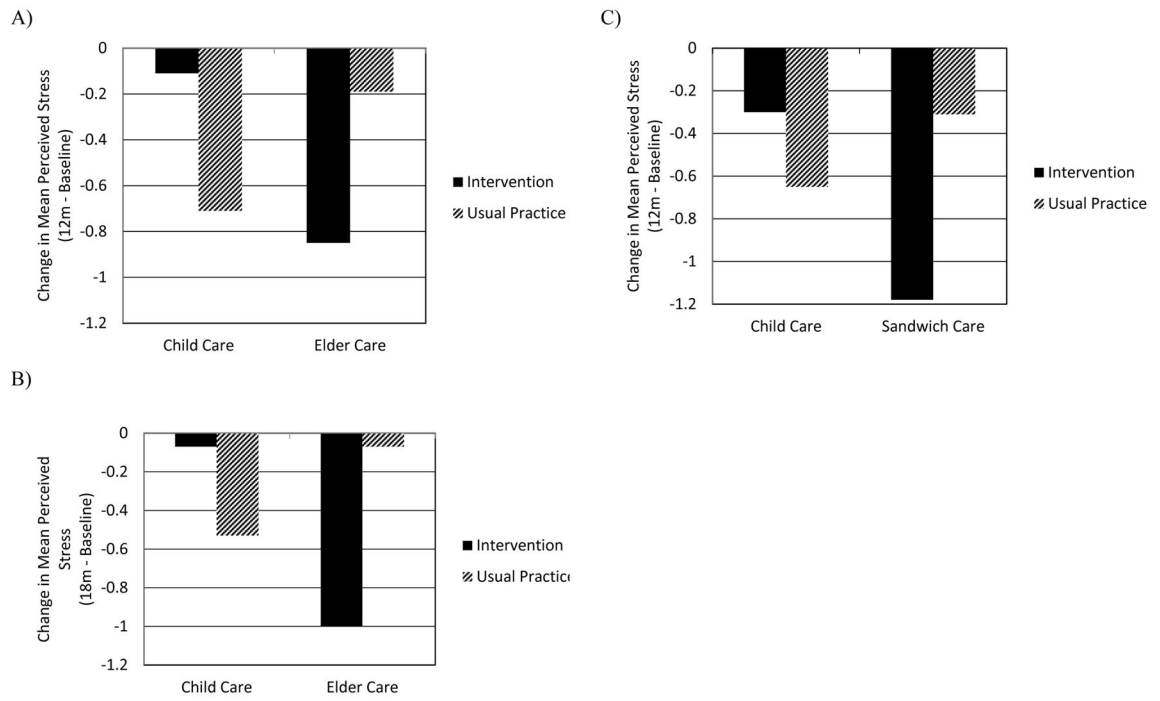 A)
0
-0.2
-0.4
-0.6
-0.8
-1
-1.2
Change in Mean Perceived Stress
(12m - Baseline)
Child Care Elder Care
Intervention
Usual Practice
B)
0
-0.2
-0.4
-0.6
-0.8
-1
-1.2
Change in Mean Perceived
Stress
(18m - Baseline)
Child Care Elder Care
Intervention
Usual Practice
C)
0
-0.2
-0.4
-0.6
-0.8
-1
-1.2
Change in Mean Perceived Stress
(12m - Baseline)
Child Care Sandwich Care
Intervention
Usual Practice